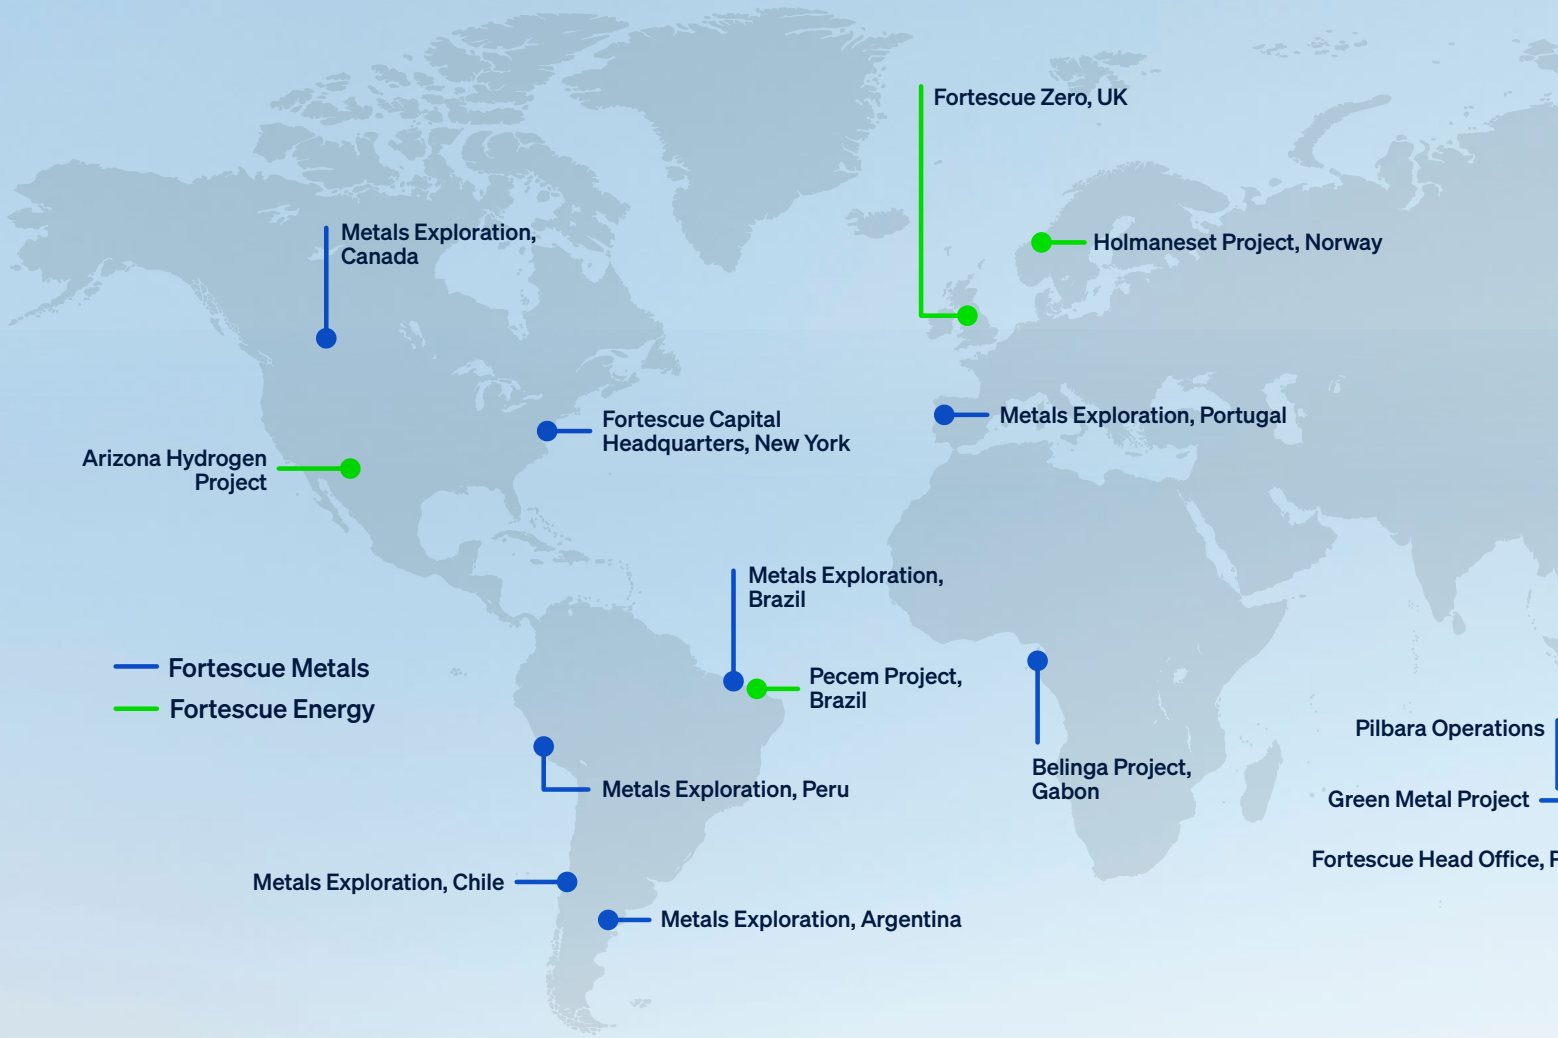 Fortescue Zero, UK
Metals Exploration,
Canada
Holmaneset Project, Norway
Fortescue Capital
Headquarters, New York
Metals Exploration, Portugal
Arizona Hydrogen
Project
Metals Exploration,
Brazil
Fortescue Metals
Fortescue Energy
Pecem Project,
Brazil
Pilbara Operations
Belinga Project,
Gabon
Metals Exploration, Peru
Green Metal Project
Fortescue Head Office,
Metals Exploration, Chile
Metals Exploration, Argentina